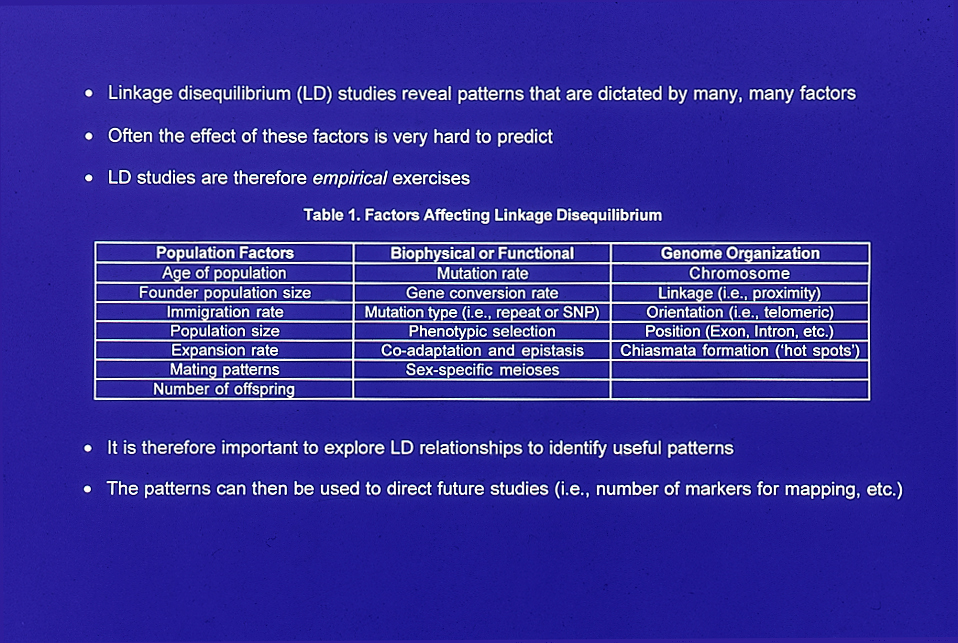 • Linkage disequilibrium (LD) studies reveal patterns that are dictated by many, many factors
• Often the effect of these factors is very hard to predict
• LD studies are therefore empirical exercises
Table 1. Factors Affecting Linkage Disequilibrium
Population Factors Biophysical or Functional Genome Organization
Age of population Mutation rate Chromosome
Founder population size Gene conversion rate Linkage (i.e., proximity)
Immigration rate Mutation type (i.e., repeat or SNP) Orientation (i.e., telomeric)
Population size Phenotypic selection Position (Exon, Intron, etc.)
Expansion rate Co-adaptation and epistasis Chiasmata formation ('hot spots')
Mating patterns Sex-specific meioses
Number of offspring
• It is therefore important to explore LD relationships to identify useful patterns
• The patterns can then be used to direct future studies (i.e., number of markers for mapping, etc.)